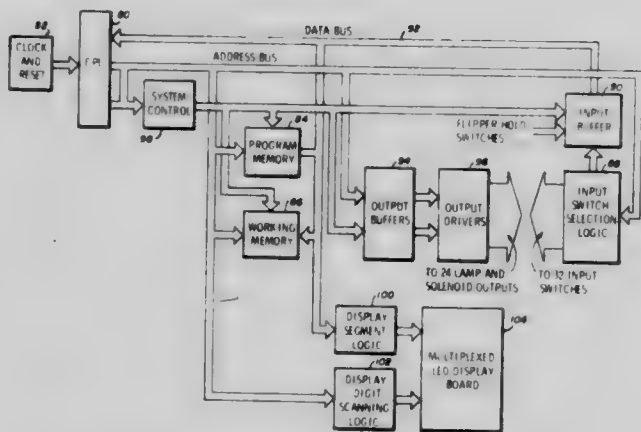 82
CLOCK
AND
RESET
80
CPU
DATA BUS
92
ADDRESS BUS
SYSTEM
CONTROL
98
84
PROGRAM
MEMORY
86
WORKING
MEMORY
FLIPPER HOLD
SWITCHES
90
INPUT
BUFFER
88
INPUT
SWITCH
SELECTION
LOGIC
94
OUTPUT
BUFFERS
96
OUTPUT
DRIVERS
TO 24 LAMP AND
SOLENOID OUTPUTS
TO 32 INPUT
SWITCHES
100
DISPLAY
SEGMENT
LOGIC
102
DISPLAY
DIGIT
SCANNING
LOGIC
104
MULTIPLEXED
LED DISPLAY
BOARD